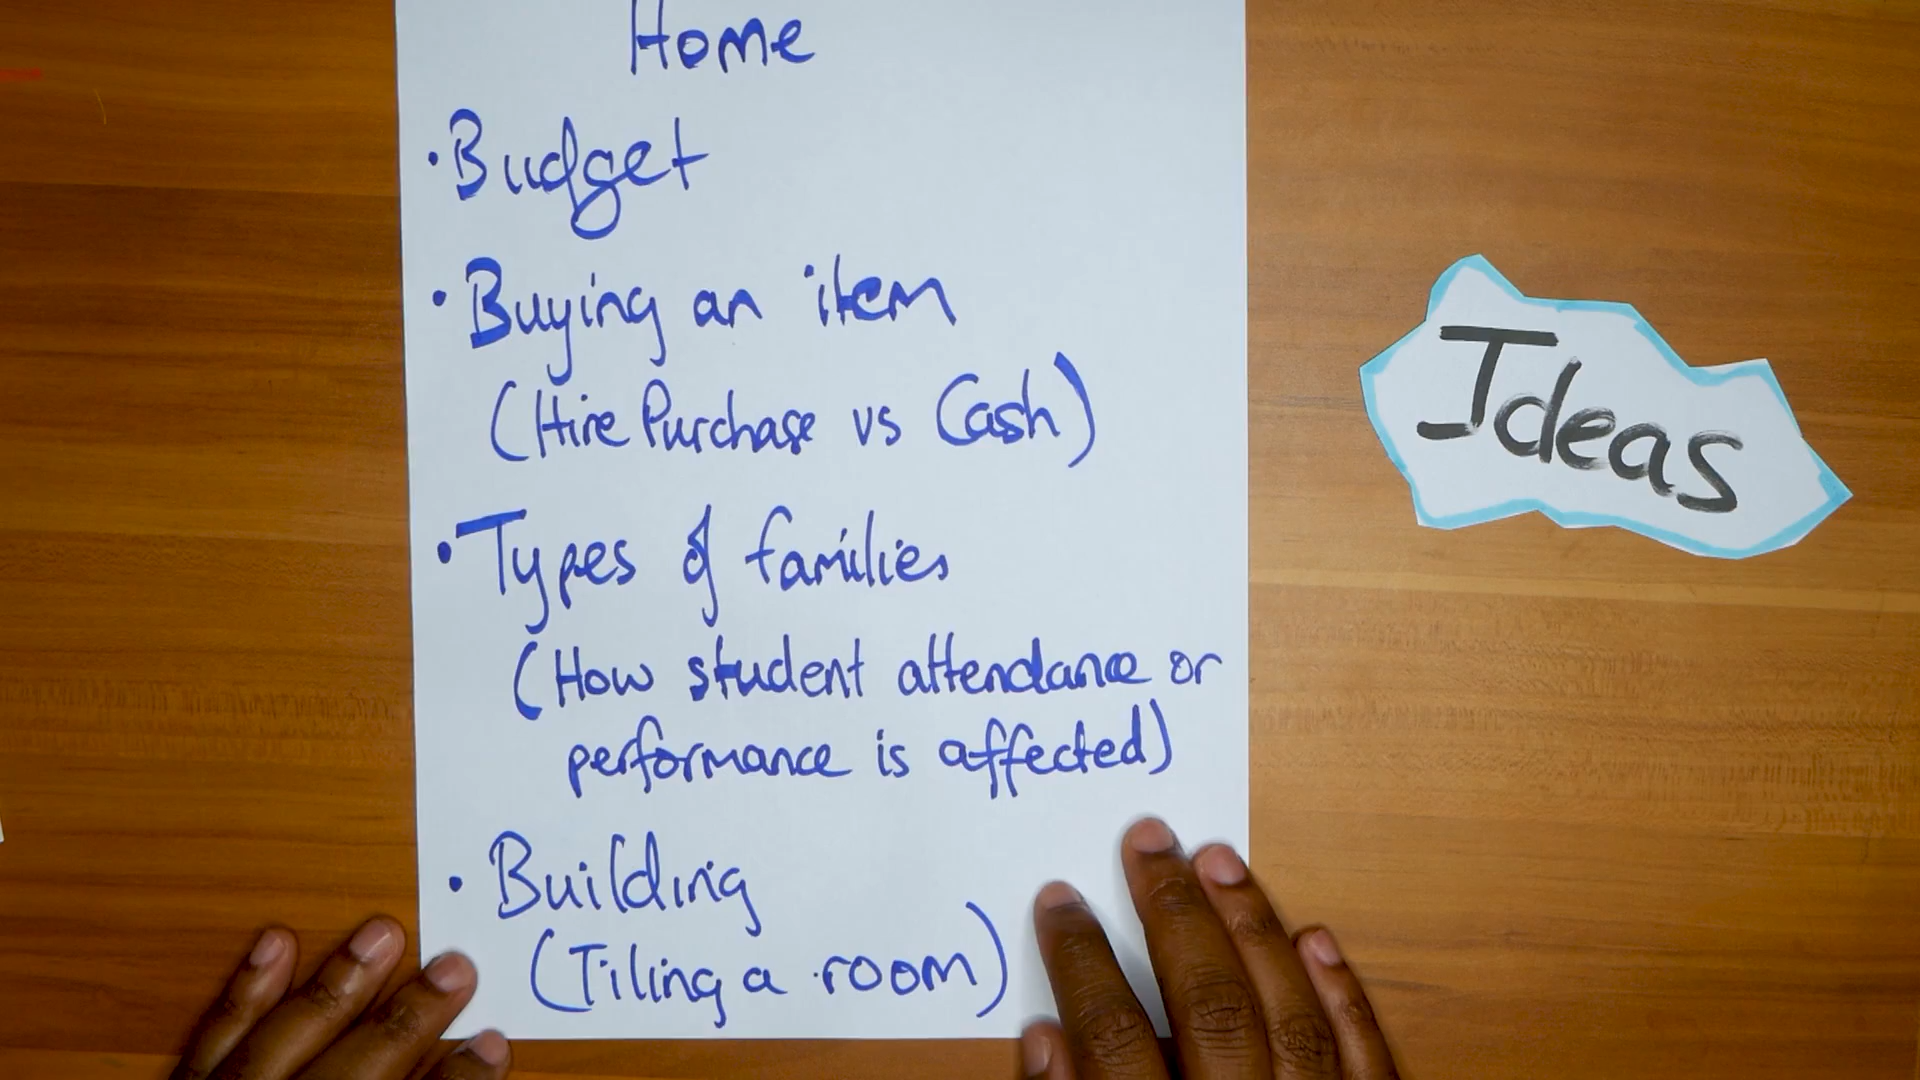 Home
• Budget
• Buying an item
(Hire Purchase vs Cash)
• Types of families
(How student attendance or
performance is affected)
• Building
(Tiling a room)
Ideas